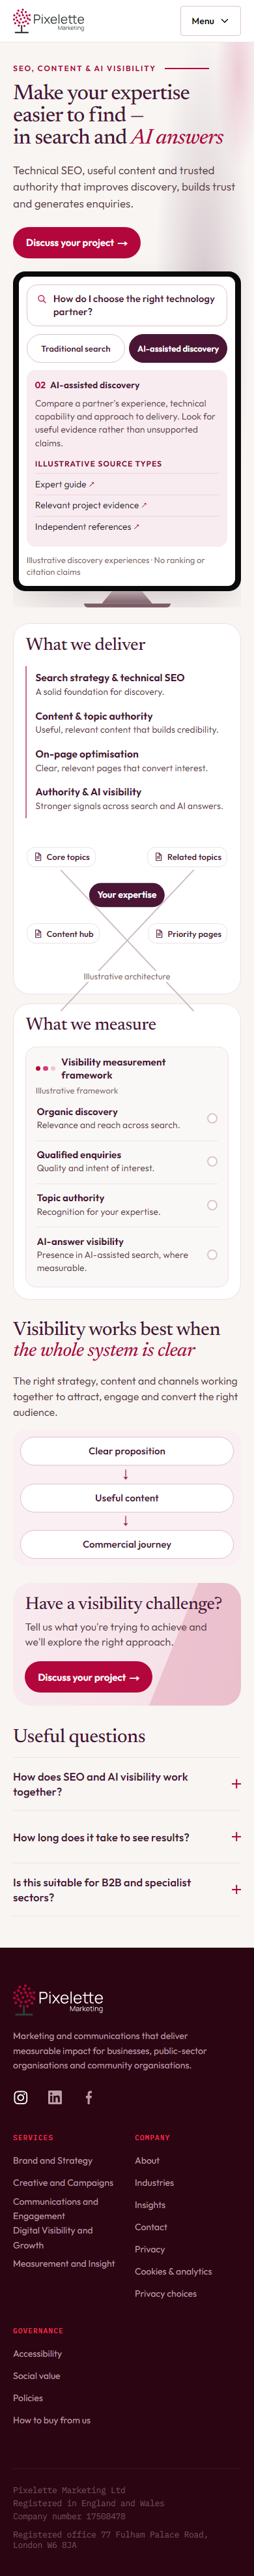 Pixelette
Marketing
Menu
SEO, CONTENT & AI VISIBILITY
Make your expertise
easier to find —
in search and AI answers
Technical SEO, useful content and trusted
authority that improves discovery, builds trust
and generates enquiries.
Discuss your project →
How do I choose the right technology
partner?
Traditional search
AI-assisted discovery
02 AI-assisted discovery
Compare a partner's experience, technical
capability and approach to delivery. Look for
useful evidence rather than unsupported
claims.
ILLUSTRATIVE SOURCE TYPES
Expert guide ↗
Relevant project evidence ↗
Independent references ↗
Illustrative discovery experiences · No ranking or
citation claims
What we deliver
Search strategy & technical SEO
A solid foundation for discovery.
Content & topic authority
Useful, relevant content that builds credibility.
On-page optimisation
Clear, relevant pages that convert interest.
Authority & AI visibility
Stronger signals across search and AI answers.
Core topics
Related topics
Your expertise
Content hub
Priority pages
Illustrative architecture
What we measure
Visibility measurement
framework
Illustrative framework
Organic discovery
Relevance and reach across search.
Qualified enquiries
Quality and intent of interest.
Topic authority
Recognition for your expertise.
AI-answer visibility
Presence in AI-assisted search, where
measurable.
Visibility works best when
the whole system is clear
The right strategy, content and channels working
together to attract, engage and convert the right
audience.
Clear proposition
↓
Useful content
↓
Commercial journey
Have a visibility challenge?
Tell us what you're trying to achieve and
we'll explore the right approach.
Discuss your project →
Useful questions
How does SEO and AI visibility work
together?
How long does it take to see results?
Is this suitable for B2B and specialist
sectors?
Pixelette
Marketing
Marketing and communications that deliver
measurable impact for businesses, public-sector
organisations and community organisations.
SERVICES
Brand and Strategy
Creative and Campaigns
Communications and
Engagement
Digital Visibility and
Growth
Measurement and Insight
COMPANY
About
Industries
Insights
Contact
Privacy
Cookies & analytics
Privacy choices
GOVERNANCE
Accessibility
Social value
Policies
How to buy from us
Pixelette Marketing Ltd
Registered in England and Wales
Company number 17508478
Registered office 77 Fulham Palace Road,
London W6 8JA